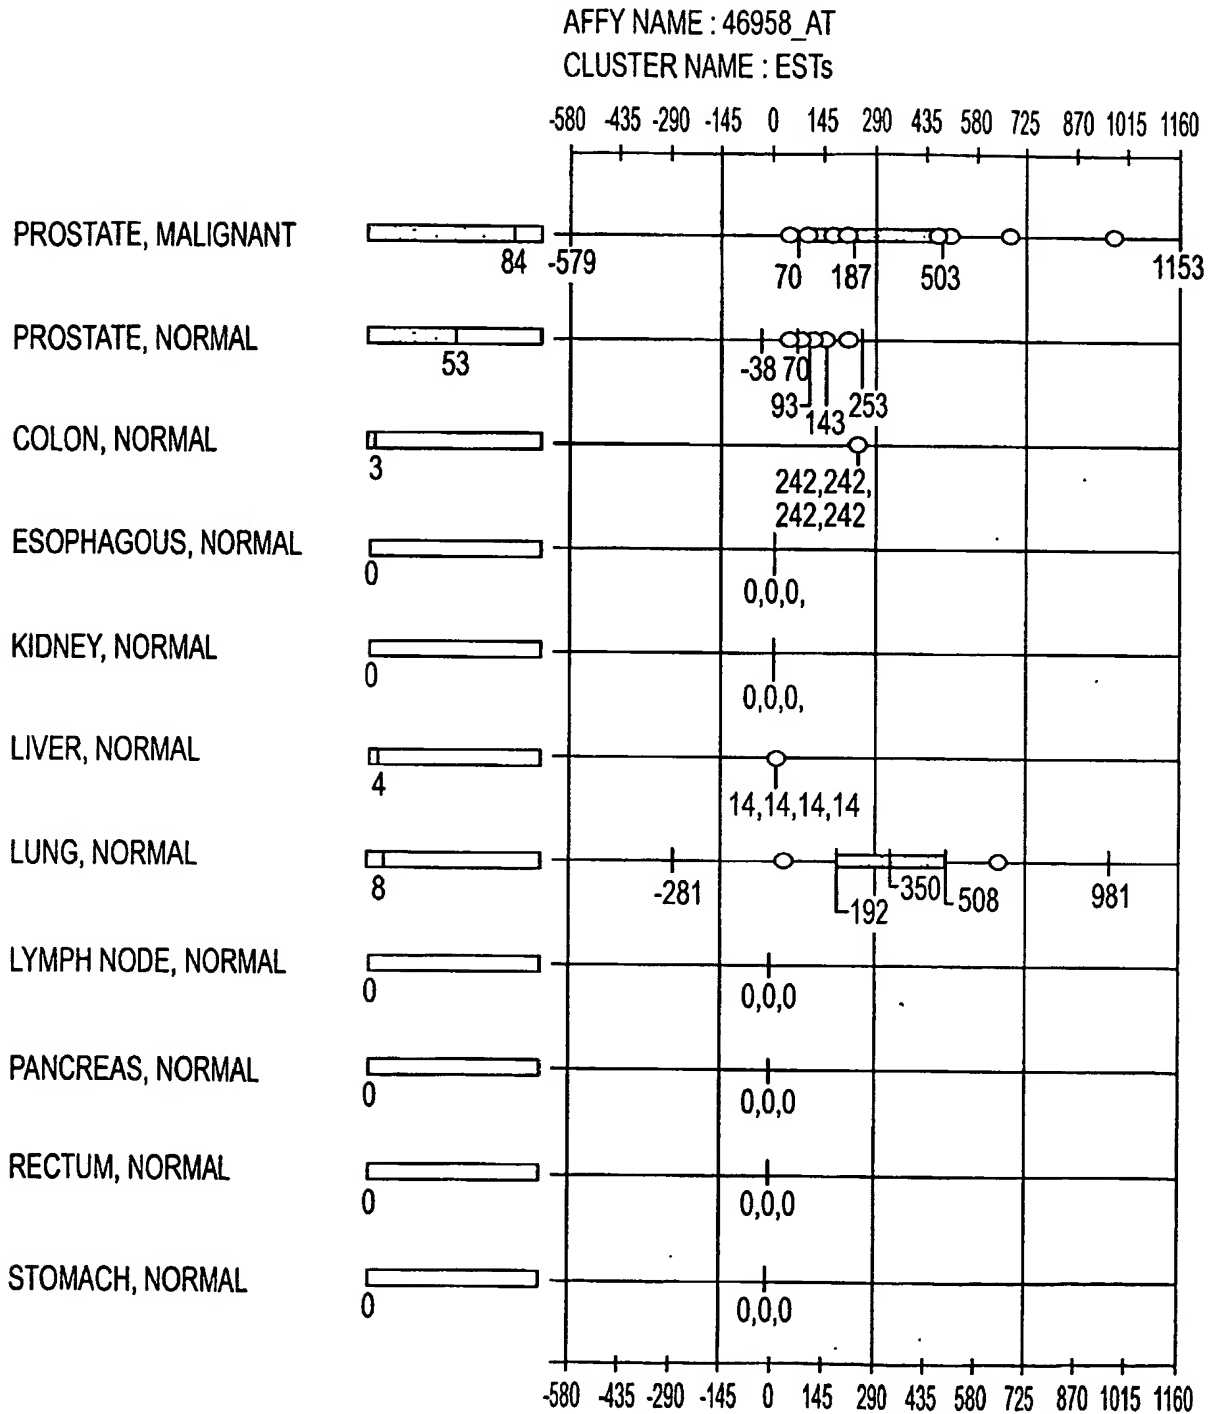 AFFY NAME : 46958_AT
CLUSTER NAME : ESTs
-580 -435 -290 -145 0 145 290 435 580 725 870 1015 1160
PROSTATE, MALIGNANT
84 -579 70 187 503 1153
PROSTATE, NORMAL
53 -38 70
93 143 253
COLON, NORMAL
3 242,242,
242,242
ESOPHAGOUS, NORMAL
0 0,0,0,
KIDNEY, NORMAL
0 0,0,0,
LIVER, NORMAL
4 14,14,14,14
LUNG, NORMAL
8 -281 192 350 508 981
LYMPH NODE, NORMAL
0 0,0,0
PANCREAS, NORMAL
0 0,0,0
RECTUM, NORMAL
0 0,0,0
STOMACH, NORMAL
0 0,0,0
-580 -435 -290 -145 0 145 290 435 580 725 870 1015 1160